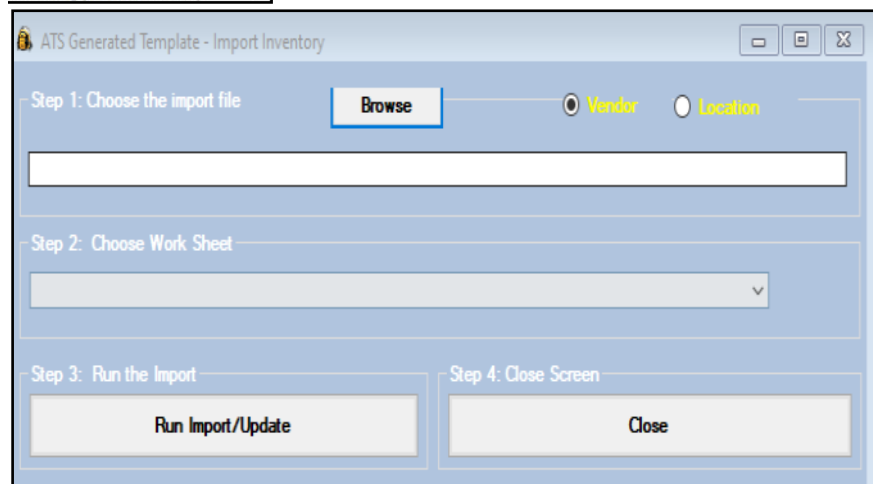 ATS Generated Template - Import Inventory
Step 1: Choose the import file
Browse
Vendor
Location
Step 2: Choose Work Sheet
Step 3: Run the Import
Step 4: Close Screen
Run Import/Update
Close